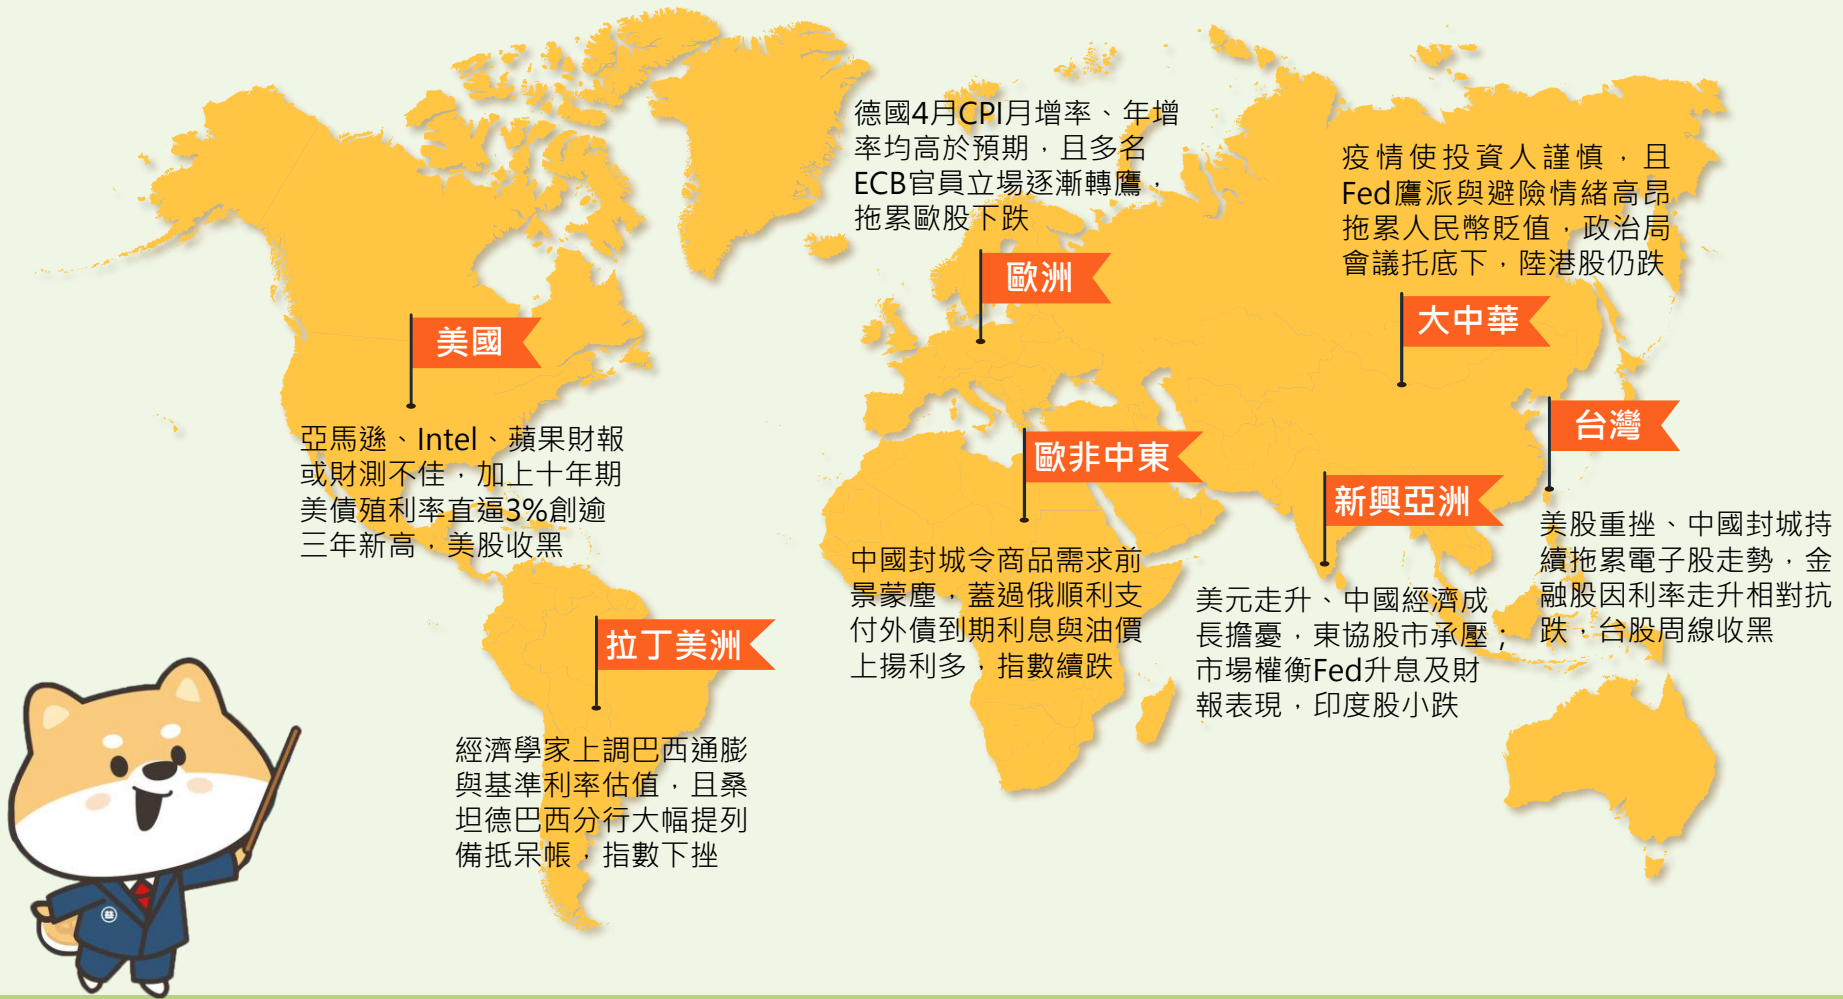 德國4月CPI月增率、年增
率均高於預期，且多名
ECB官員立場逐漸轉鷹，
拖累歐股下跌
歐洲
疫情使投資人謹慎，且
Fed鷹派與避險情緒高昂
拖累人民幣貶值，政治局
會議托底下，陸港股仍跌
大中華
美國
亞馬遜、Intel、蘋果財報
或財測不佳，加上十年期
美債殖利率直逼3%創逾
三年新高，美股收黑
歐非中東
中國封城令商品需求前
景蒙塵，蓋過俄順利支
付外債到期利息與油價
上揚利多，指數續跌
新興亞洲
美元走升、中國經濟成
長擔憂，東協股市承壓；
市場權衡Fed升息及財
報表現，印度股小跌
台灣
美股重挫、中國封城持
續拖累電子股走勢，金
融股因利率走升相對抗
跌，台股周線收黑
拉丁美洲
經濟學家上調巴西通膨
與基準利率估值，且桑
坦德巴西分行大幅提列
備抵呆帳，指數下挫